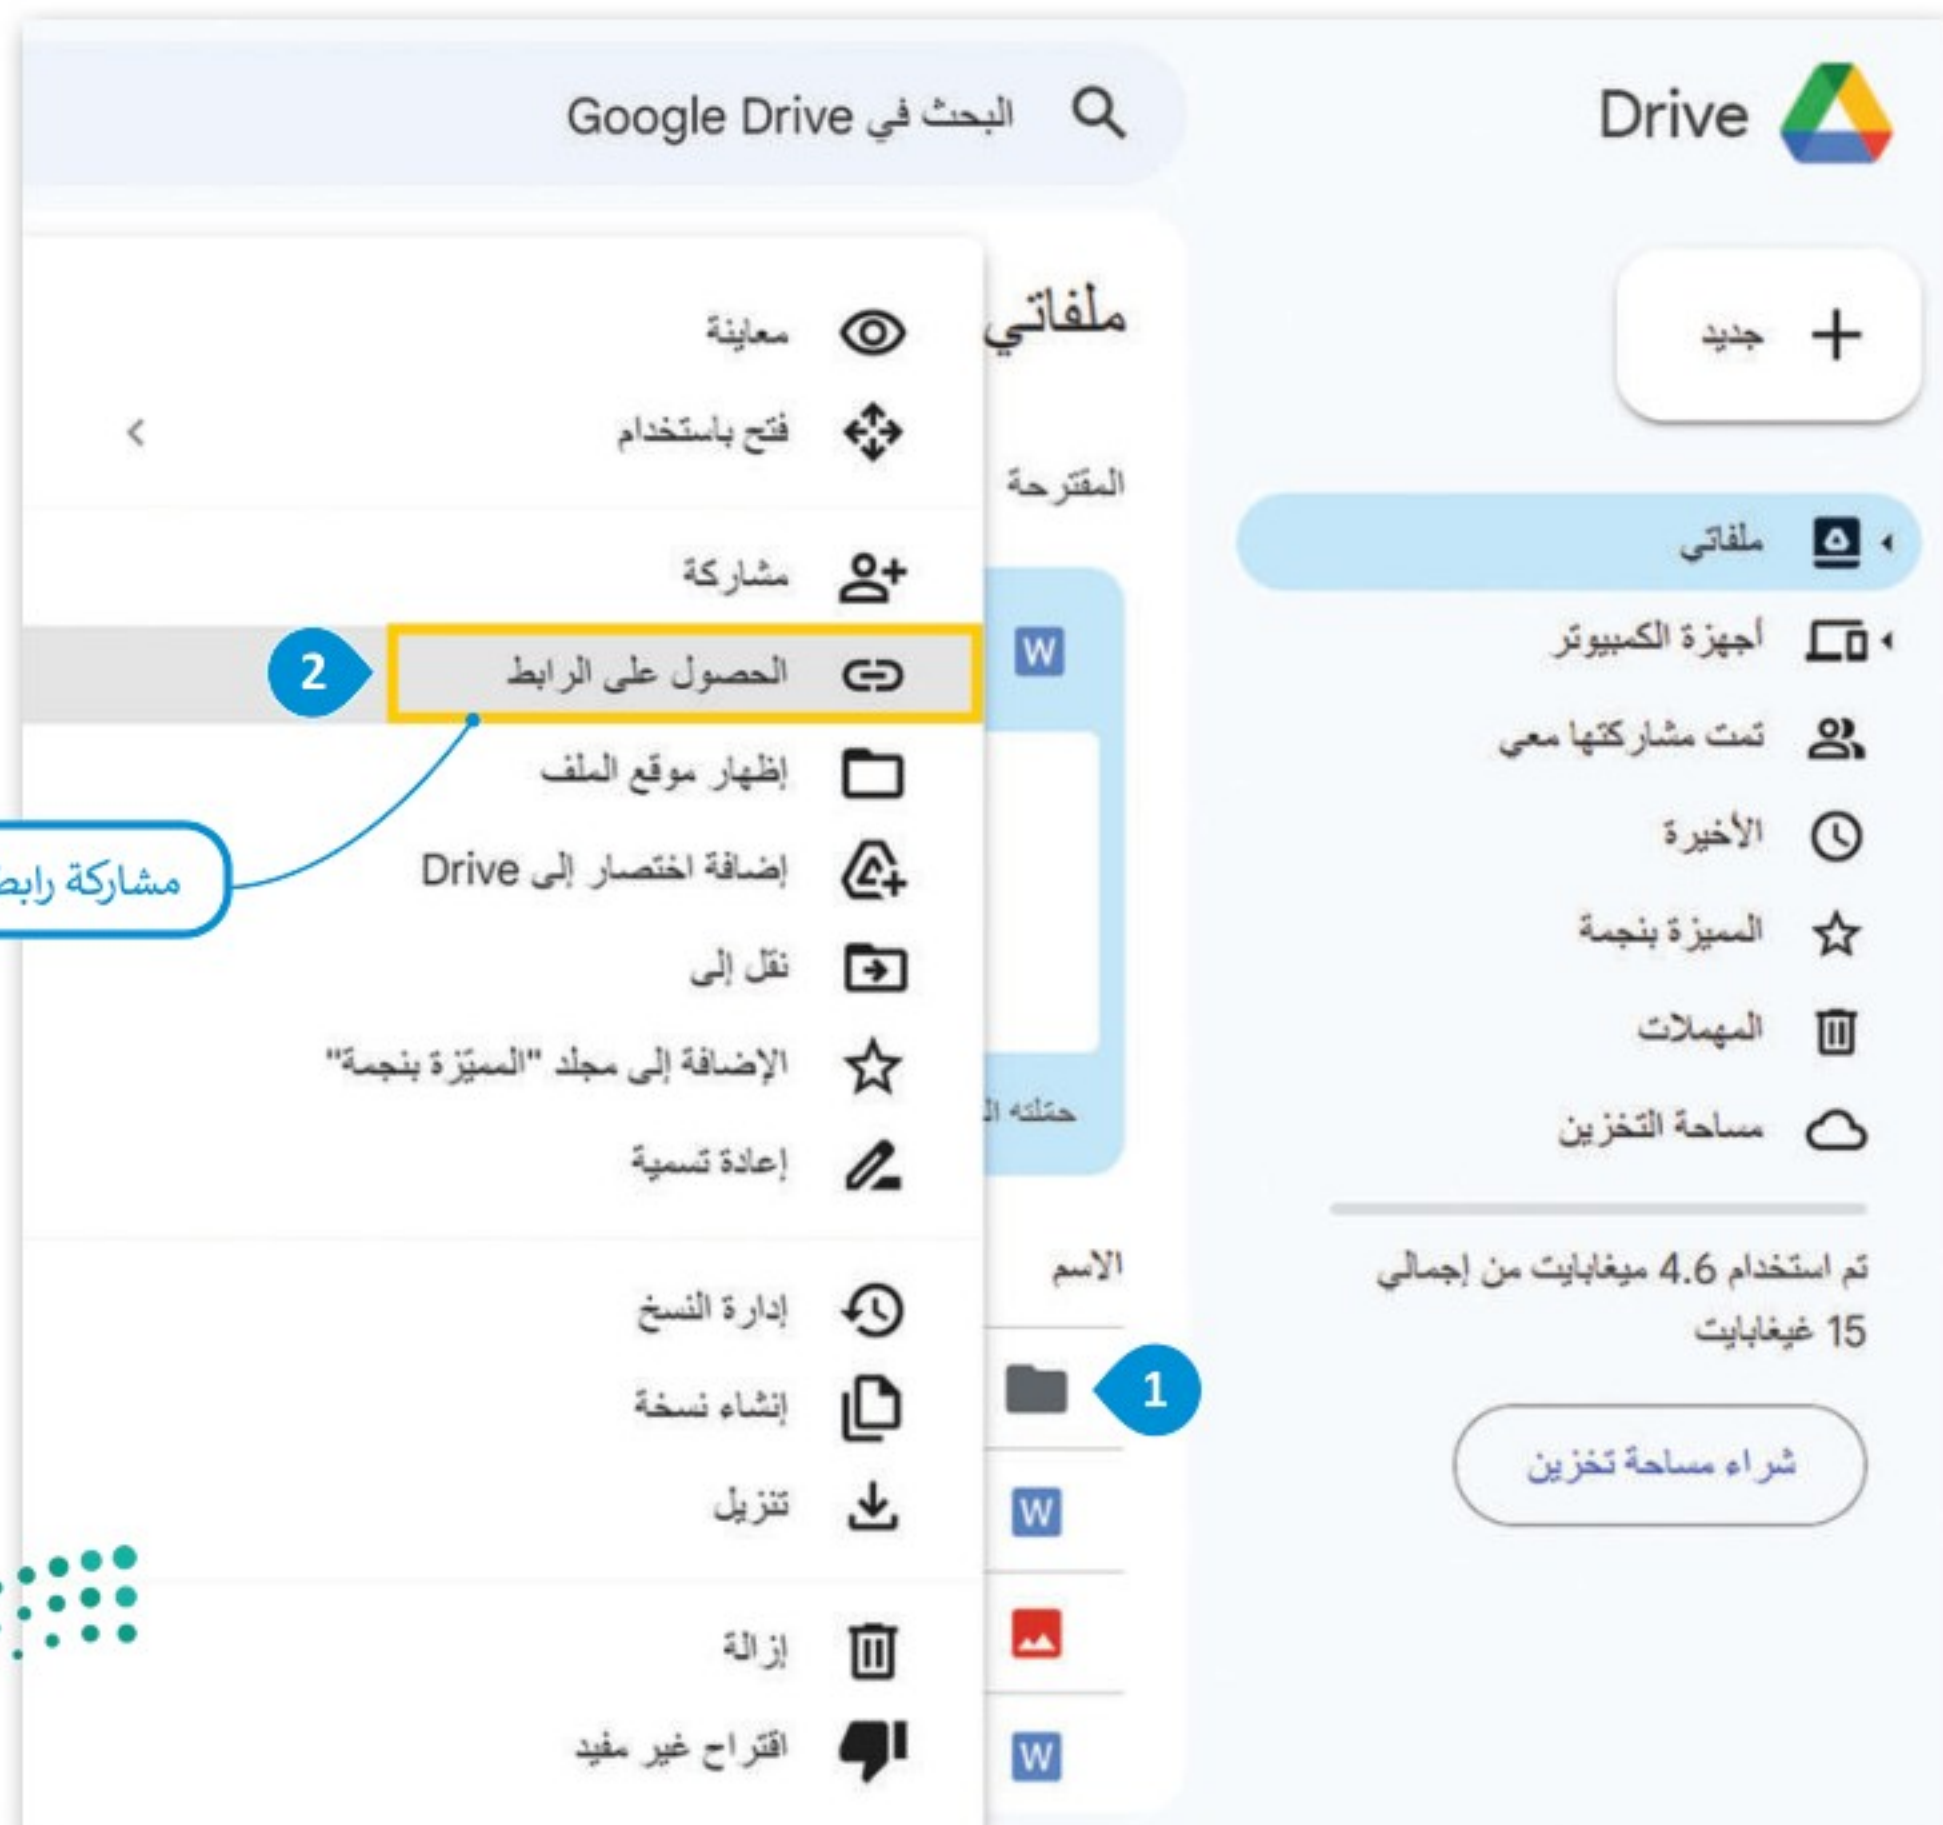 Drive
البحث في Google Drive
جديد
ملفاتي
أجهزة الكمبيوتر
تمت مشاركتها معي
الأخيرة
المميزة بنجمة
المهملات
مساحة التخزين
تم استخدام 4.6 ميغابايت من إجمالي
15 غيغابايت
شراء مساحة تخزين
ملفاتي
المقترحة
W
حمّلته
الاسم
1
W
W
معاينة
فتح باستخدام
مشاركة
الحصول على الرابط
2
إظهار موقع الملف
إضافة اختصار إلى Drive
نقل إلى
الإضافة إلى مجلد "المميّزة بنجمة"
إعادة تسمية
إدارة النسخ
إنشاء نسخة
تنزيل
إزالة
اقتراح غير مفيد
مشاركة رابط